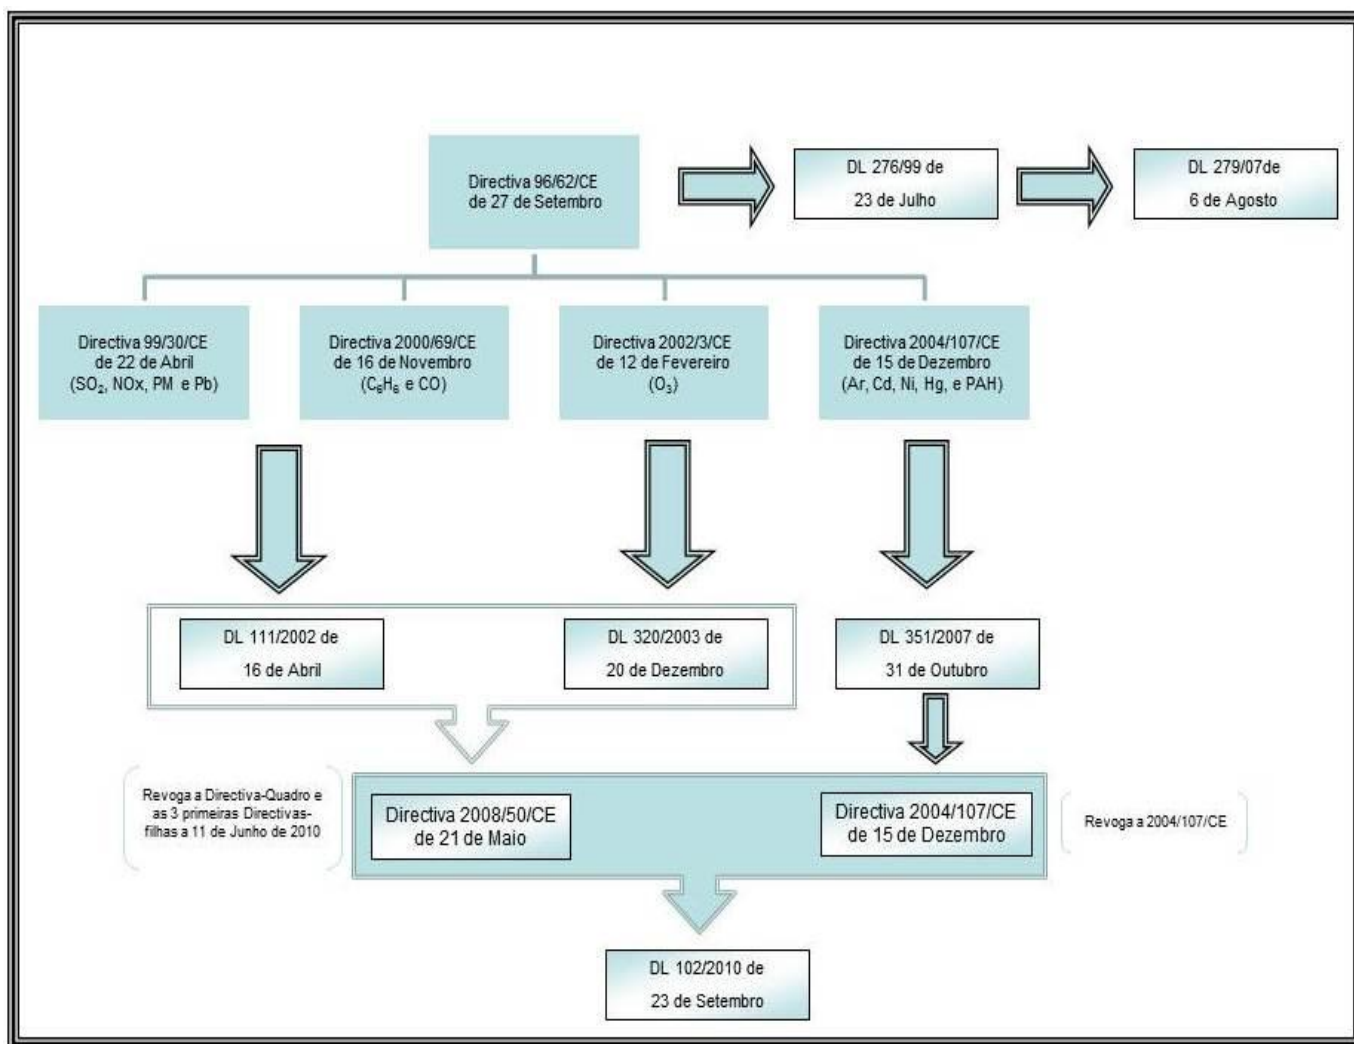 Directiva 96/62/CE
de 27 de Setembro
DL 276/99 de
23 de Julho
DL 279/07de
6 de Agosto
Directiva 99/30/CE
de 22 de Abril
(SO₂, NOx, PM e Pb)
Directiva 2000/69/CE
de 16 de Novembro
(C₆H₆ e CO)
Directiva 2002/3/CE
de 12 de Fevereiro
(O₃)
Directiva 2004/107/CE
de 15 de Dezembro
(Ar, Cd, Ni, Hg, e PAH)
DL 111/2002 de
16 de Abril
DL 320/2003 de
20 de Dezembro
DL 351/2007 de
31 de Outubro
Revoga a Directiva-Quadro e
as 3 primeiras Directivas-
filhas a 11 de Junho de 2010
Directiva 2008/50/CE
de 21 de Maio
Directiva 2004/107/CE
de 15 de Dezembro
Revoga a 2004/107/CE
DL 102/2010 de
23 de Setembro